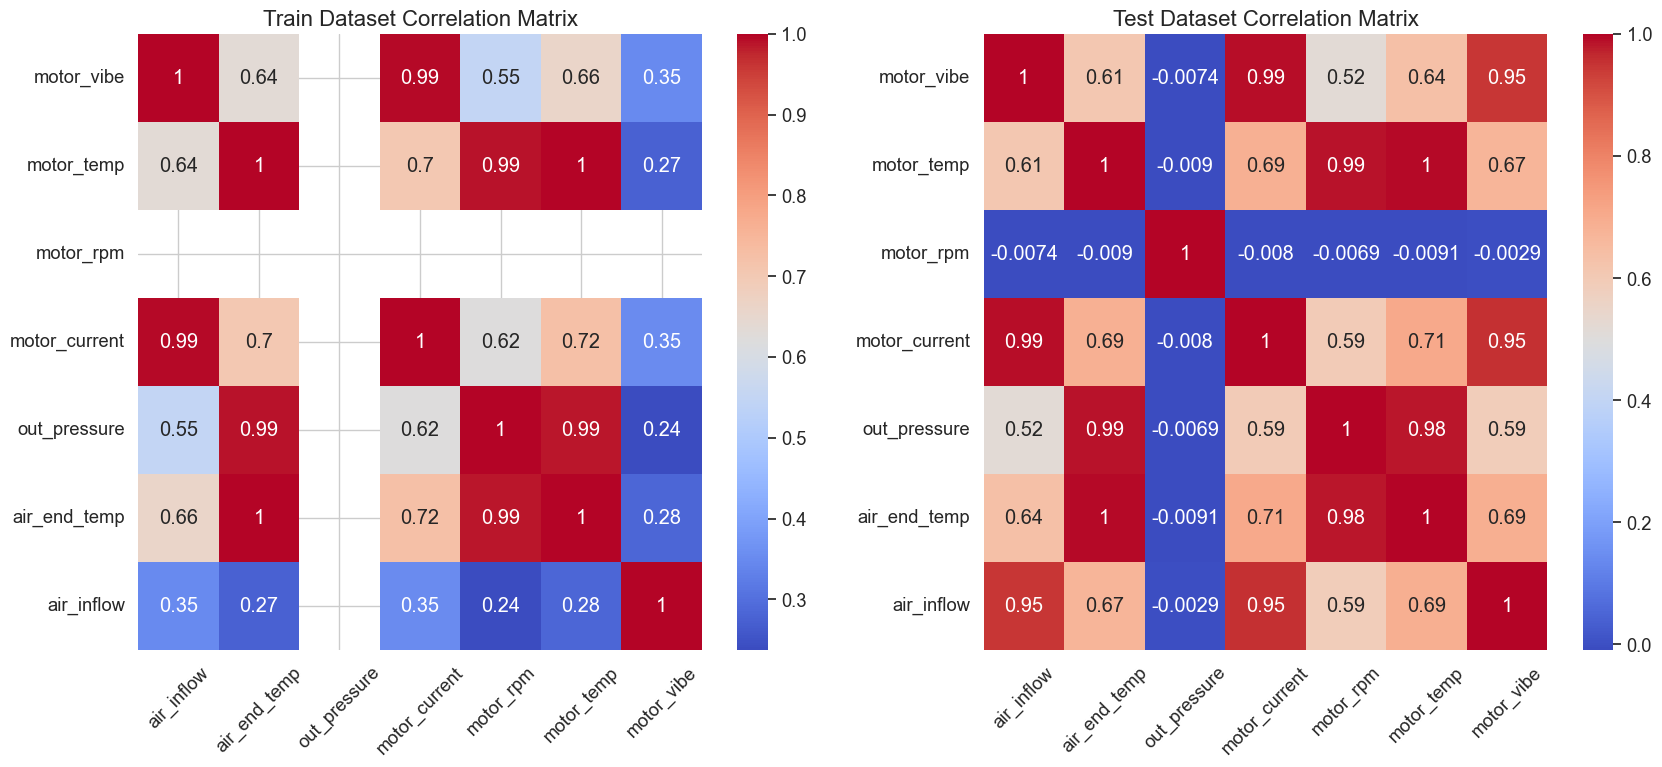 Train Dataset Correlation Matrix
motor_vibe 1 0.64 0.99 0.55 0.66 0.35
motor_temp 0.64 1 0.7 0.99 1 0.27
motor_rpm
motor_current 0.99 0.7 1 0.62 0.72 0.35
out_pressure 0.55 0.99 0.62 1 0.99 0.24
air_end_temp 0.66 1 0.72 0.99 1 0.28
air_inflow 0.35 0.27 0.35 0.24 0.28 1
air_inflow air_end_temp out_pressure motor_current motor_rpm motor_temp motor_vibe
1.0
0.9
0.8
0.7
0.6
0.5
0.4
0.3
Test Dataset Correlation Matrix
motor_vibe 1 0.61 -0.0074 0.99 0.52 0.64 0.95
motor_temp 0.61 1 -0.009 0.69 0.99 1 0.67
motor_rpm -0.0074 -0.009 1 -0.008 -0.0069 -0.0091 -0.0029
motor_current 0.99 0.69 -0.008 1 0.59 0.71 0.95
out_pressure 0.52 0.99 -0.0069 0.59 1 0.98 0.59
air_end_temp 0.64 1 -0.0091 0.71 0.98 1 0.69
air_inflow 0.95 0.67 -0.0029 0.95 0.59 0.69 1
air_inflow air_end_temp out_pressure motor_current motor_rpm motor_temp motor_vibe
1.0
0.8
0.6
0.4
0.2
0.0